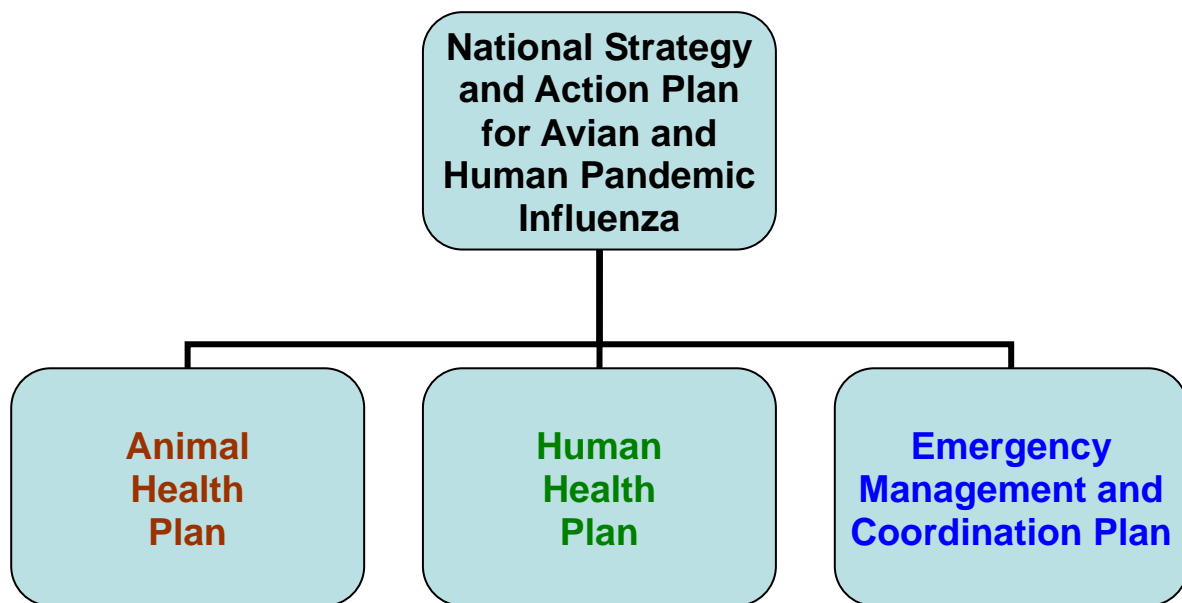 National Strategy
and Action Plan
for Avian and
Human Pandemic
Influenza
Animal
Health
Plan
Human
Health
Plan
Emergency
Management and
Coordination Plan